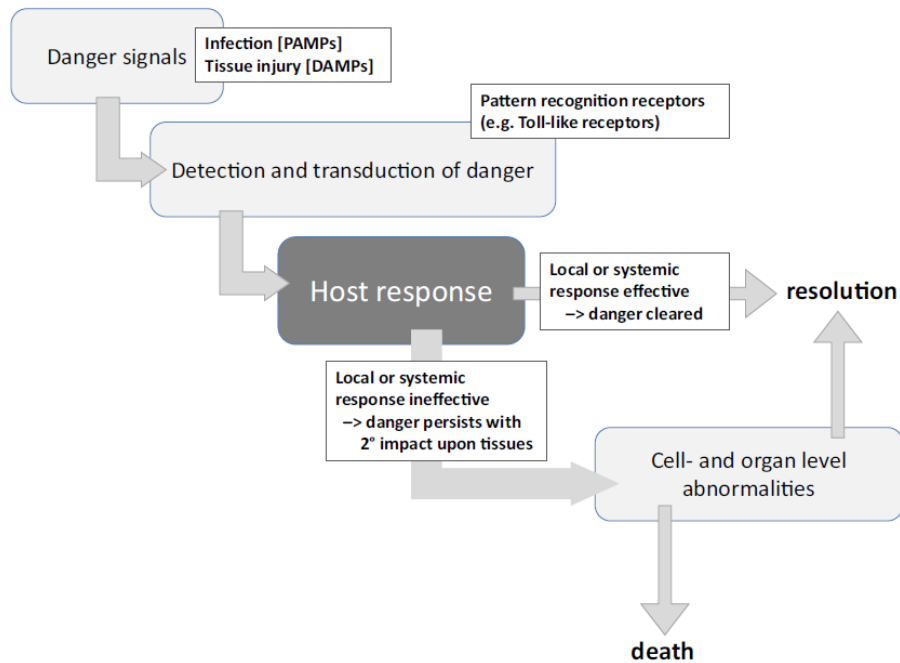 Danger signals
Infection [PAMPs]
Tissue injury [DAMPs]
Pattern recognition receptors
(e.g. Toll-like receptors)
Detection and transduction of danger
Host response
Local or systemic
response effective
–> danger cleared
resolution
Local or systemic
response ineffective
–> danger persists with
2° impact upon tissues
Cell- and organ level
abnormalities
death